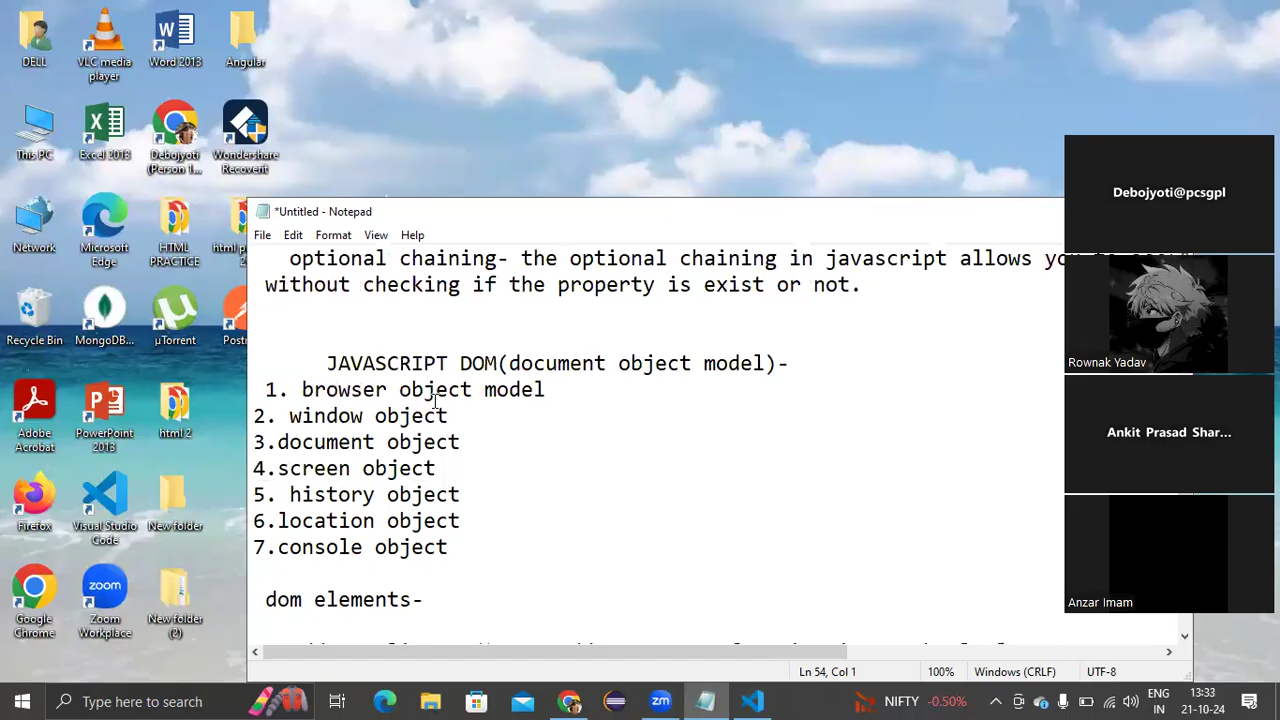 DELL
VLC media player
Word 2013
Angular
This PC
Excel 2013
Debojyoti (Person 1...
Wondershare Recoverit
Network
Microsoft Edge
HTML PRACTICE
Recycle Bin
MongoDB...
µTorrent
Adobe Acrobat
PowerPoint 2013
html 2
Firefox
Visual Studio Code
New folder
Google Chrome
Zoom Workplace
New folder (2)
*Untitled - Notepad
File Edit Format View Help
optional chaining- the optional chaining in javascript allows
without checking if the property is exist or not.
JAVASCRIPT DOM(document object model)-
1. browser object model
2. window object
3.document object
4.screen object
5. history object
6.location object
7.console object
dom elements-
Ln 54, Col 1
100%
Windows (CRLF)
UTF-8
Debojyoti@pcsgpl
Rownak Yadav
Ankit Prasad Shar...
Anzar Imam
Type here to search
zm
NIFTY -0.50%
ENG
IN
13:33
21-10-24